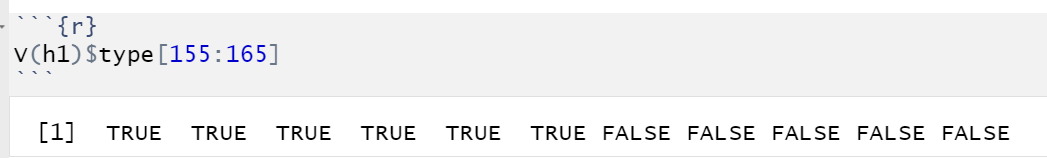 ```{r}
V(h1)$type[155:165]
```
[1]  TRUE  TRUE  TRUE  TRUE  TRUE  TRUE FALSE FALSE FALSE FALSE FALSE